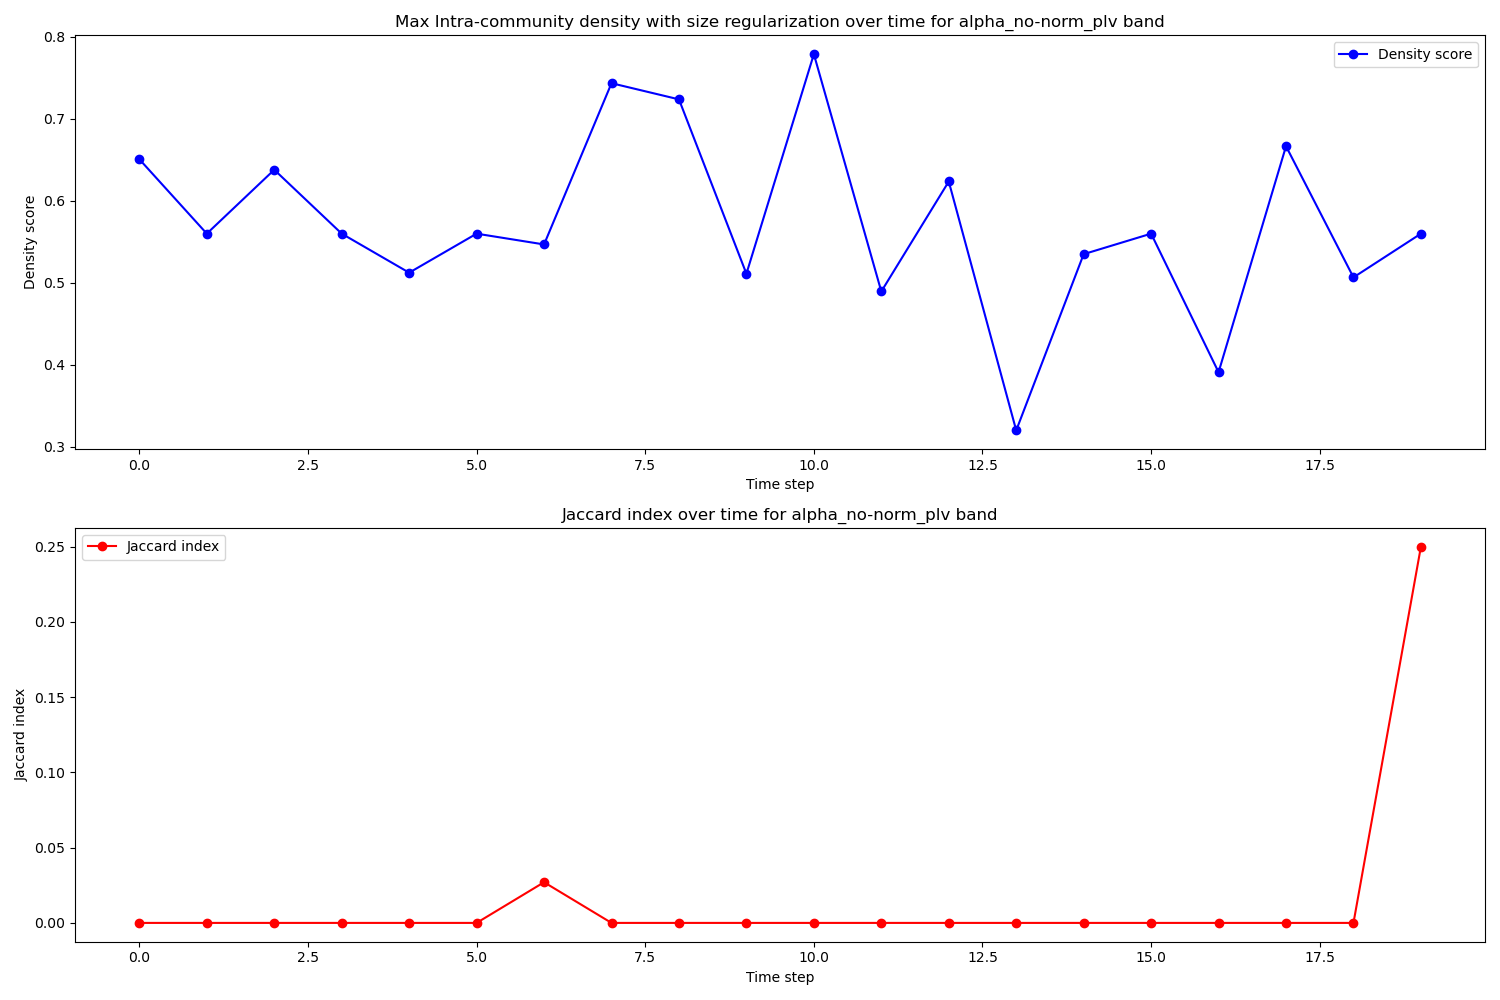 Max Intra-community density with size regularization over time for alpha_no-norm_plv band
Density score
0.8
0.7
0.6
0.5
0.4
0.3
Density score
0.0 2.5 5.0 7.5 10.0 12.5 15.0 17.5
Time step
Jaccard index over time for alpha_no-norm_plv band
Jaccard index
0.25
0.20
0.15
0.10
0.05
0.00
Jaccard index
0.0 2.5 5.0 7.5 10.0 12.5 15.0 17.5
Time step